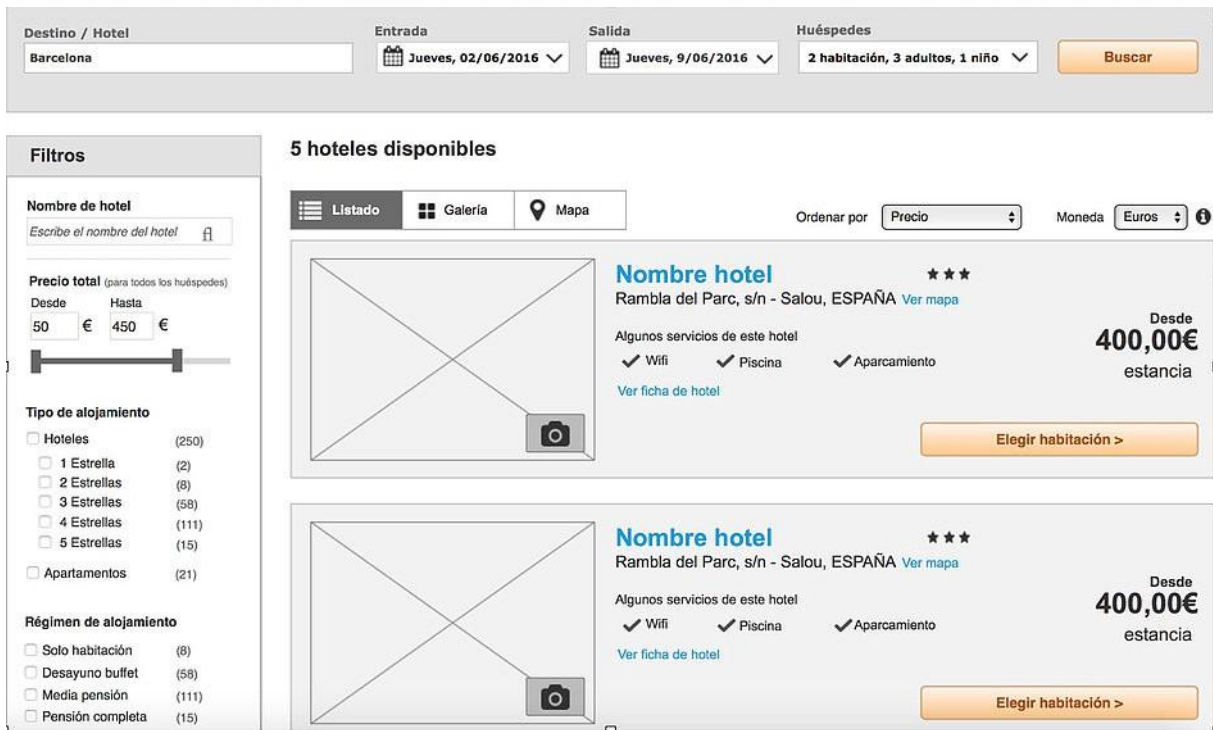 Destino / Hotel
Entrada
Salida
Huéspedes
Barcelona
Jueves, 02/06/2016
Jueves, 9/06/2016
2 habitación, 3 adultos, 1 niño
Buscar
Filtros
Nombre de hotel
Escribe el nombre del hotel
Precio total (para todos los huéspedes)
Desde Hasta
50 € 450 €
Tipo de alojamiento
Hoteles (250)
1 Estrella (2)
2 Estrellas (8)
3 Estrellas (58)
4 Estrellas (111)
5 Estrellas (15)
Apartamentos (21)
Régimen de alojamiento
Solo habitación (8)
Desayuno buffet (58)
Media pensión (111)
Pensión completa (15)
5 hoteles disponibles
Listado Galería Mapa
Ordenar por Precio Moneda Euros
Nombre hotel
Rambla del Parc, s/n - Salou, ESPAÑA Ver mapa
Algunos servicios de este hotel
Wifi Piscina Aparcamiento
Ver ficha de hotel
Desde
400,00€
estancia
Elegir habitación >
Nombre hotel
Rambla del Parc, s/n - Salou, ESPAÑA Ver mapa
Algunos servicios de este hotel
Wifi Piscina Aparcamiento
Ver ficha de hotel
Desde
400,00€
estancia
Elegir habitación >